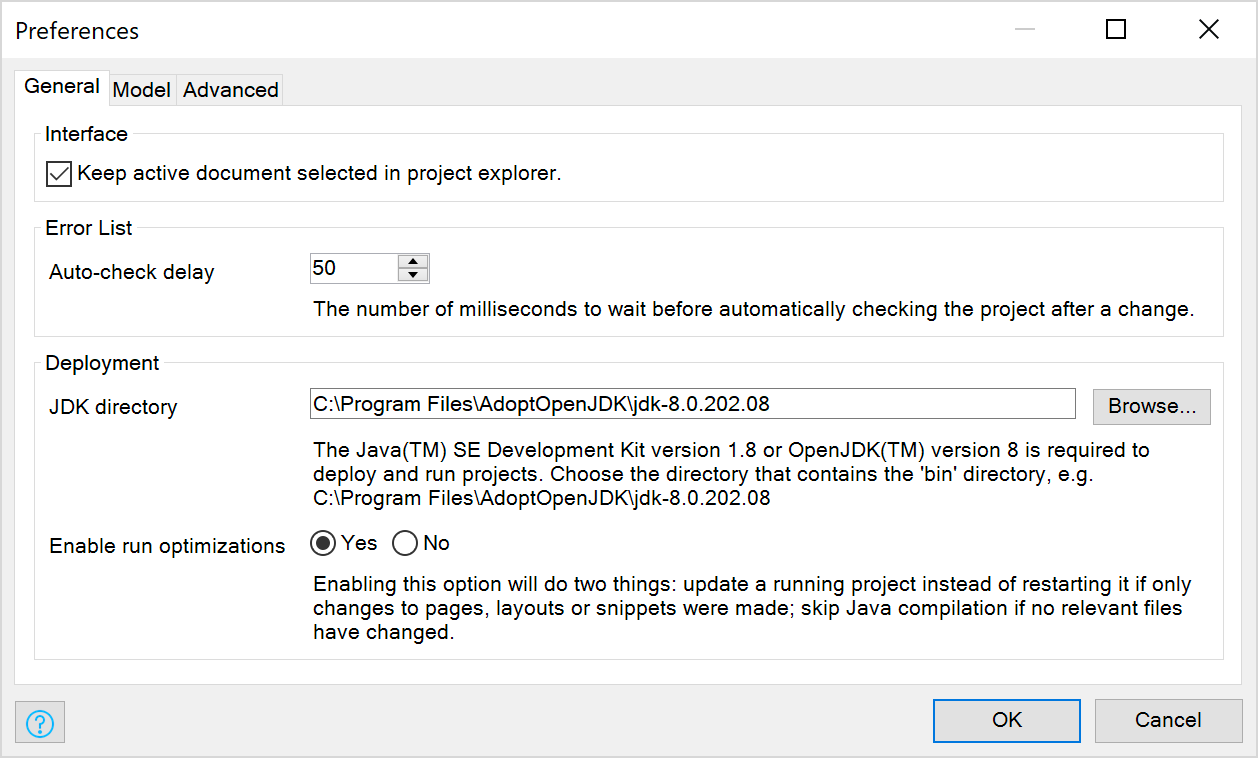 Preferences
General Model Advanced
Interface
Keep active document selected in project explorer.
Error List
Auto-check delay 50
The number of milliseconds to wait before automatically checking the project after a change.
Deployment
JDK directory C:\Program Files\AdoptOpenJDK\jdk-8.0.202.08 Browse...
The Java(TM) SE Development Kit version 1.8 or OpenJDK(TM) version 8 is required to
deploy and run projects. Choose the directory that contains the 'bin' directory, e.g.
C:\Program Files\AdoptOpenJDK\jdk-8.0.202.08
Enable run optimizations Yes No
Enabling this option will do two things: update a running project instead of restarting it if only
changes to pages, layouts or snippets were made; skip Java compilation if no relevant files
have changed.
? OK Cancel